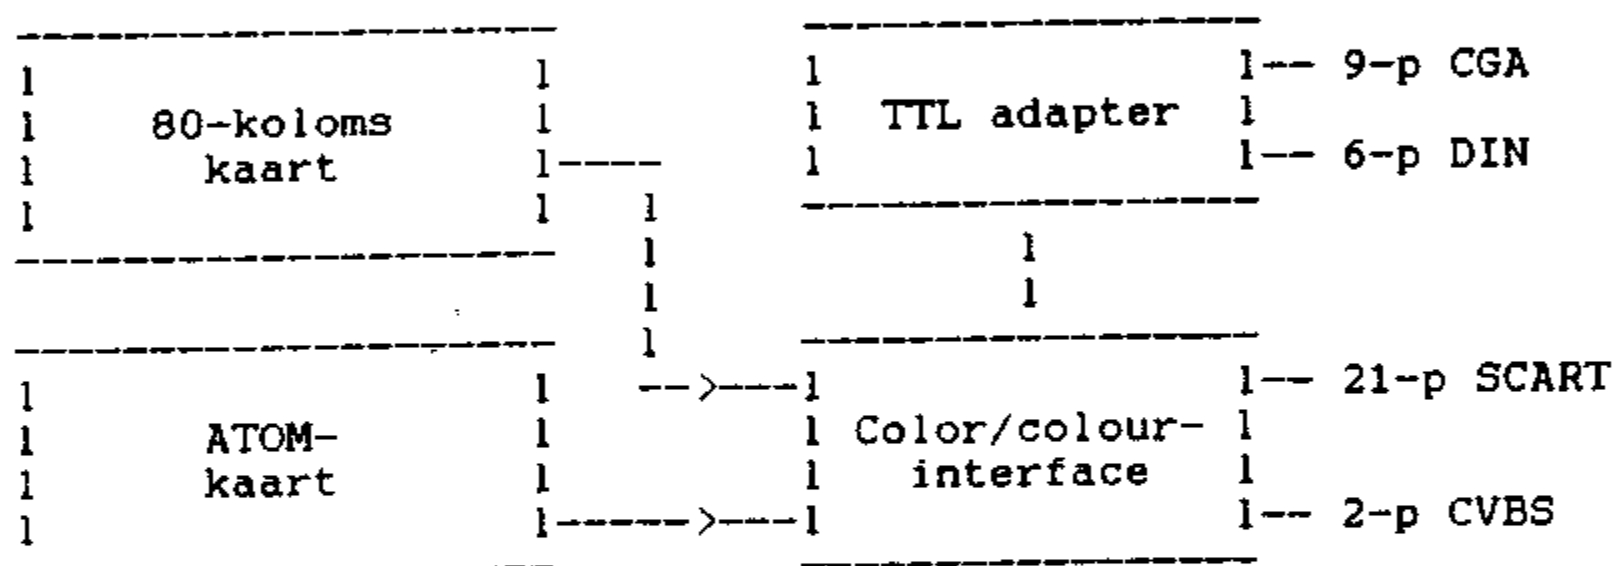 80-koloms
kaart
TTL adapter
9-p CGA
6-p DIN
ATOM-
kaart
Color/colour-
interface
21-p SCART
2-p CVBS